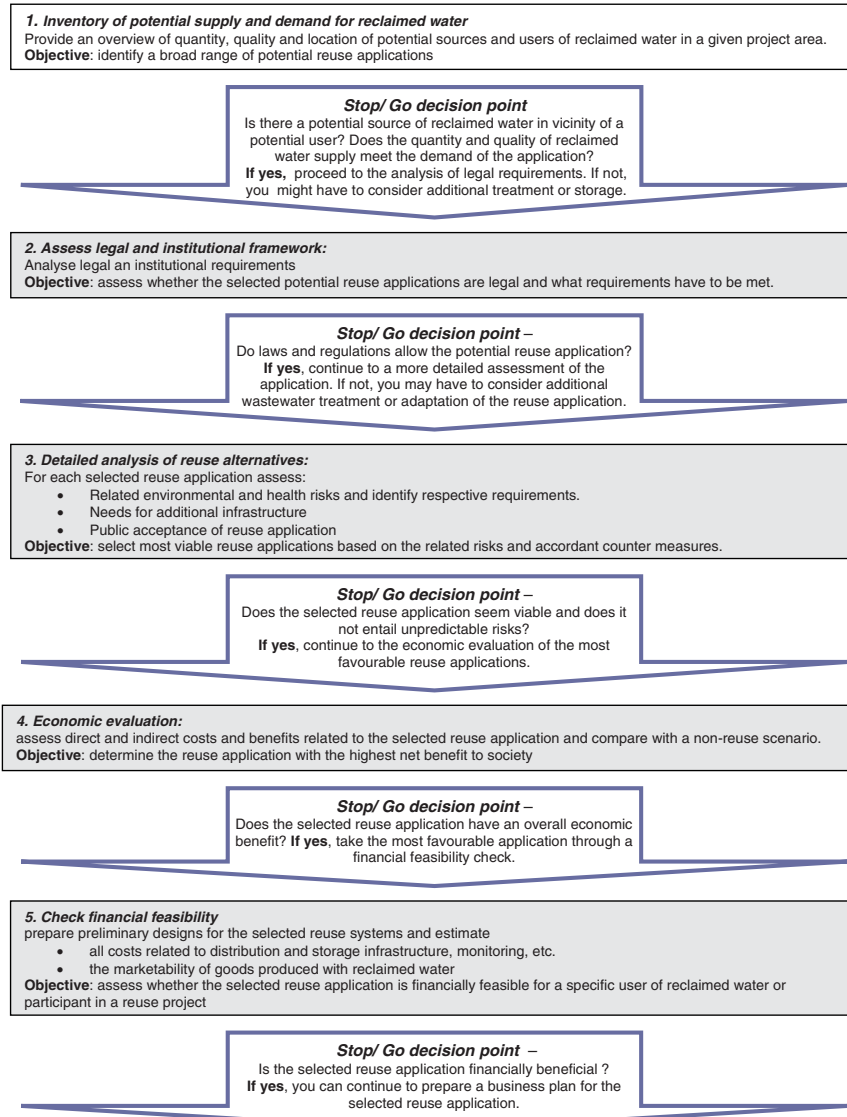 1. Inventory of potential supply and demand for reclaimed water
Provide an overview of quantity, quality and location of potential sources and users of reclaimed water in a given project area.
Objective: identify a broad range of potential reuse applications
Stop/ Go decision point
Is there a potential source of reclaimed water in vicinity of a
potential user? Does the quantity and quality of reclaimed
water supply meet the demand of the application?
If yes, proceed to the analysis of legal requirements. If not,
you might have to consider additional treatment or storage.
2. Assess legal and institutional framework:
Analyse legal an institutional requirements
Objective: assess whether the selected potential reuse applications are legal and what requirements have to be met.
Stop/ Go decision point –
Do laws and regulations allow the potential reuse application?
If yes, continue to a more detailed assessment of the
application. If not, you may have to consider additional
wastewater treatment or adaptation of the reuse application.
3. Detailed analysis of reuse alternatives:
For each selected reuse application assess:
• Related environmental and health risks and identify respective requirements.
• Needs for additional infrastructure
• Public acceptance of reuse application
Objective: select most viable reuse applications based on the related risks and accordant counter measures.
Stop/ Go decision point –
Does the selected reuse application seem viable and does it
not entail unpredictable risks?
If yes, continue to the economic evaluation of the most
favourable reuse applications.
4. Economic evaluation:
assess direct and indirect costs and benefits related to the selected reuse application and compare with a non-reuse scenario.
Objective: determine the reuse application with the highest net benefit to society
Stop/ Go decision point –
Does the selected reuse application have an overall economic
benefit? If yes, take the most favourable application through a
financial feasibility check.
5. Check financial feasibility
prepare preliminary designs for the selected reuse systems and estimate
• all costs related to distribution and storage infrastructure, monitoring, etc.
• the marketability of goods produced with reclaimed water
Objective: assess whether the selected reuse application is financially feasible for a specific user of reclaimed water or
participant in a reuse project
Stop/ Go decision point –
Is the selected reuse application financially beneficial ?
If yes, you can continue to prepare a business plan for the
selected reuse application.